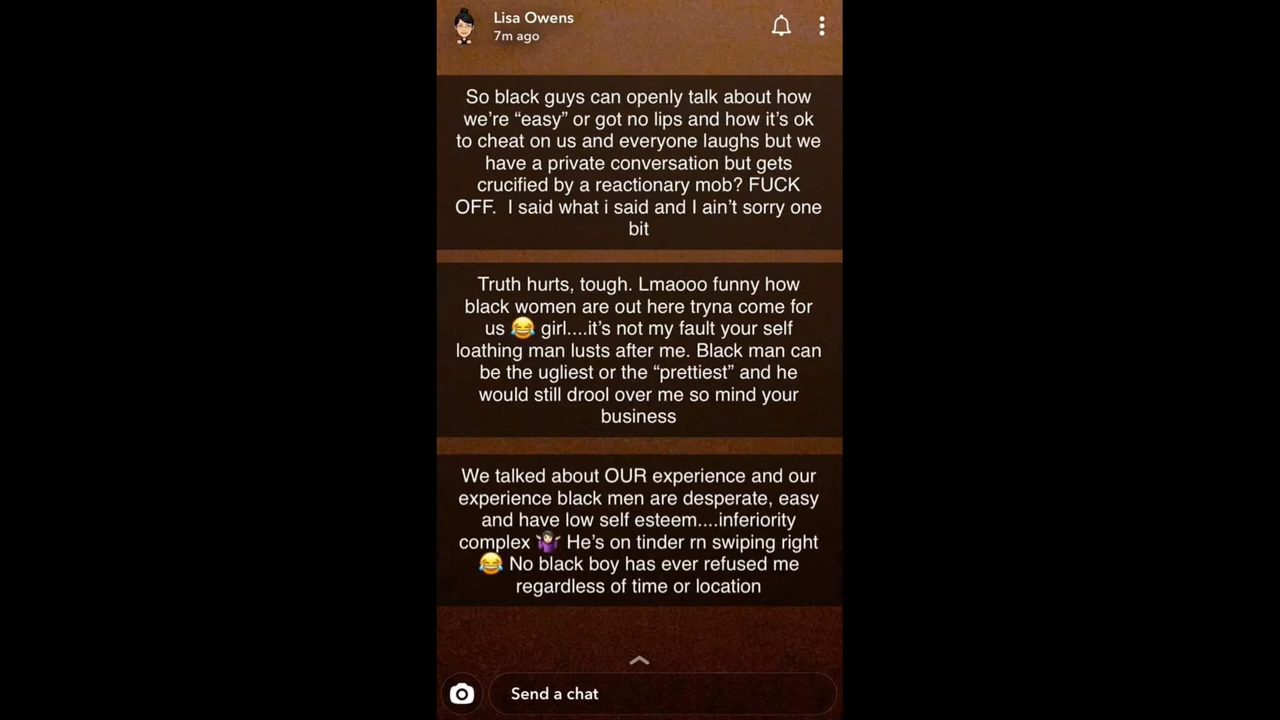 Lisa Owens
7m ago
So black guys can openly talk about how
we're “easy” or got no lips and how it's ok
to cheat on us and everyone laughs but we
have a private conversation but gets
crucified by a reactionary mob? FUCK
OFF.  I said what i said and I ain't sorry one
bit
Truth hurts, tough. Lmaooo funny how
black women are out here tryna come for
us 😂 girl....it's not my fault your self
loathing man lusts after me. Black man can
be the ugliest or the “prettiest” and he
would still drool over me so mind your
business
We talked about OUR experience and our
experience black men are desperate, easy
and have low self esteem....inferiority
complex 🤷🏻‍♀️ He's on tinder rn swiping right
😂 No black boy has ever refused me
regardless of time or location
Send a chat